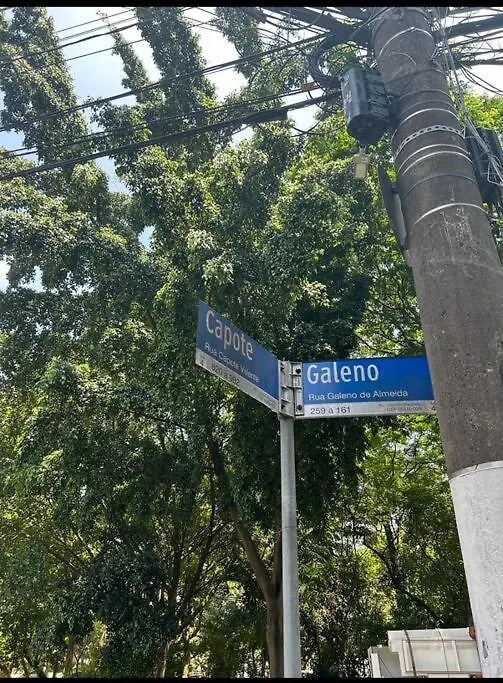 Capote
Rua Capote Valente
Galeno
Rua Galeno de Almeida
259 a 161